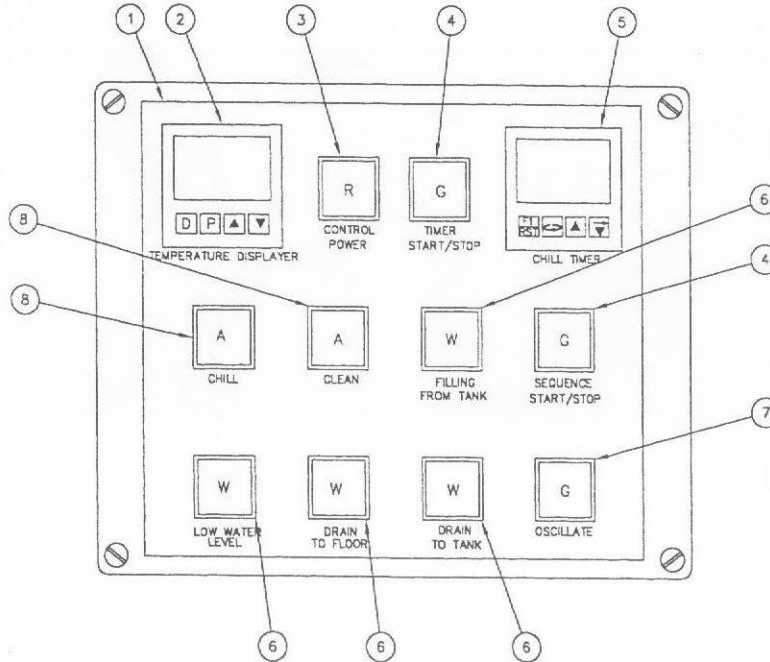 1 2 3 4 5
R G
D P
F1
RST
TEMPERATURE DISPLAYER
CONTROL
POWER
TIMER
START/STOP
CHILL TIMER
8 6
8 4
A A W G
CHILL
CLEAN
FILLING
FROM TANK
SEQUENCE
START/STOP
7
W W W G
LOW WATER
LEVEL
DRAIN
TO FLOOR
DRAIN
TO TANK
OSCILLATE
6 6 6